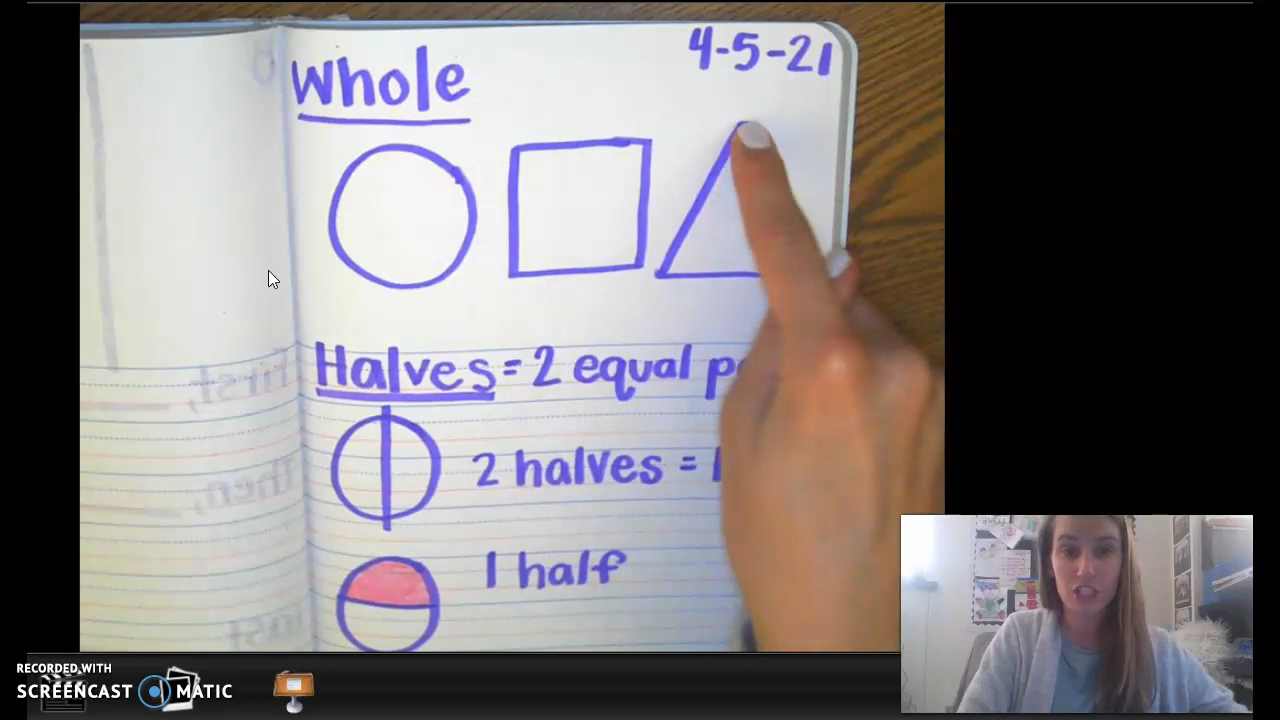 4-5-21
Whole
Halves = 2 equal
2 halves =
1 half
RECORDED WITH
SCREENCAST MATIC